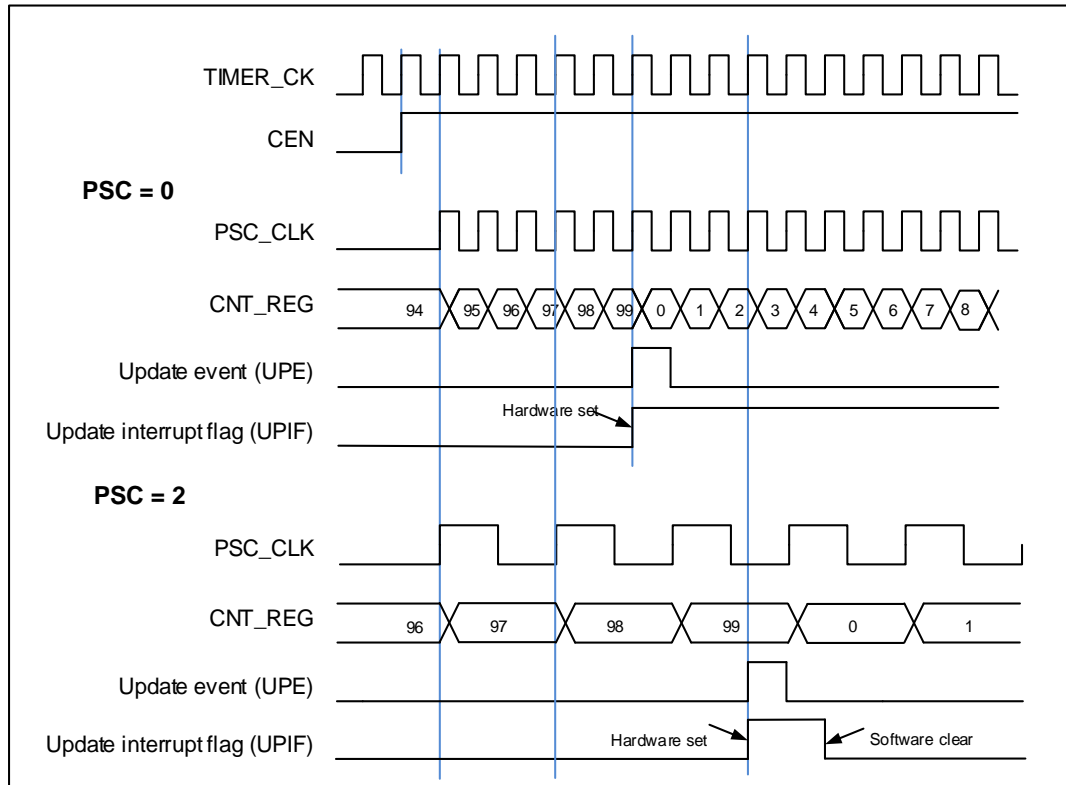 TIMER_CK
CEN
PSC = 0
PSC_CLK
CNT_REG 94 95 96 97 98 99 0 1 2 3 4 5 6 7 8
Update event (UPE)
Hardware set
Update interrupt flag (UPIF)
PSC = 2
PSC_CLK
CNT_REG 96 97 98 99 0 1
Update event (UPE)
Update interrupt flag (UPIF) Hardware set Software clear